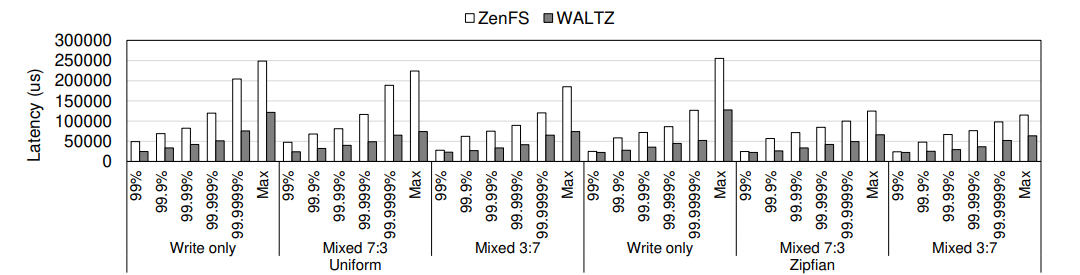 ZenFS WALTZ
Latency (us)
300000
250000
200000
150000
100000
50000
0
99% 99.9% 99.99% 99.999% 99.9999% Max 99% 99.9% 99.99% 99.999% 99.9999% Max 99% 99.9% 99.99% 99.999% 99.9999% Max 99% 99.9% 99.99% 99.999% 99.9999% Max 99% 99.9% 99.99% 99.999% 99.9999% Max 99% 99.9% 99.99% 99.999% 99.9999% Max
Write only Mixed 7:3 Mixed 3:7 Write only Mixed 7:3 Mixed 3:7
Uniform Zipfian